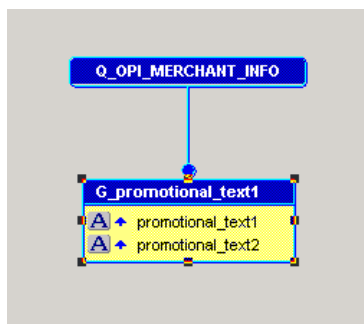 Q_OPI_MERCHANT_INFO
G_promotional_text1
A promotional_text1
A promotional_text2